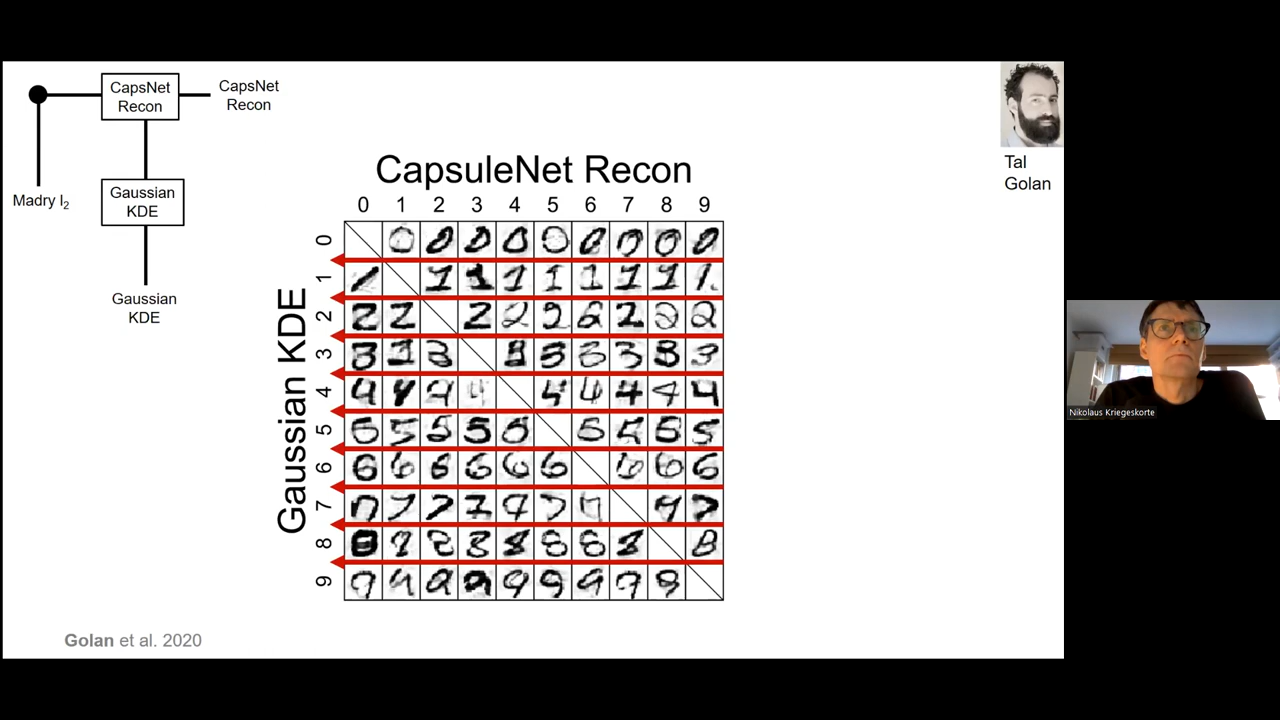 CapsNet
Recon
CapsNet
Recon
Madry I₂
Gaussian
KDE
Gaussian
KDE
CapsuleNet Recon
0 1 2 3 4 5 6 7 8 9
Gaussian KDE
0
1
2
3
4
5
6
7
8
9
Tal
Golan
Nikolaus Kriegeskorte
Golan et al. 2020